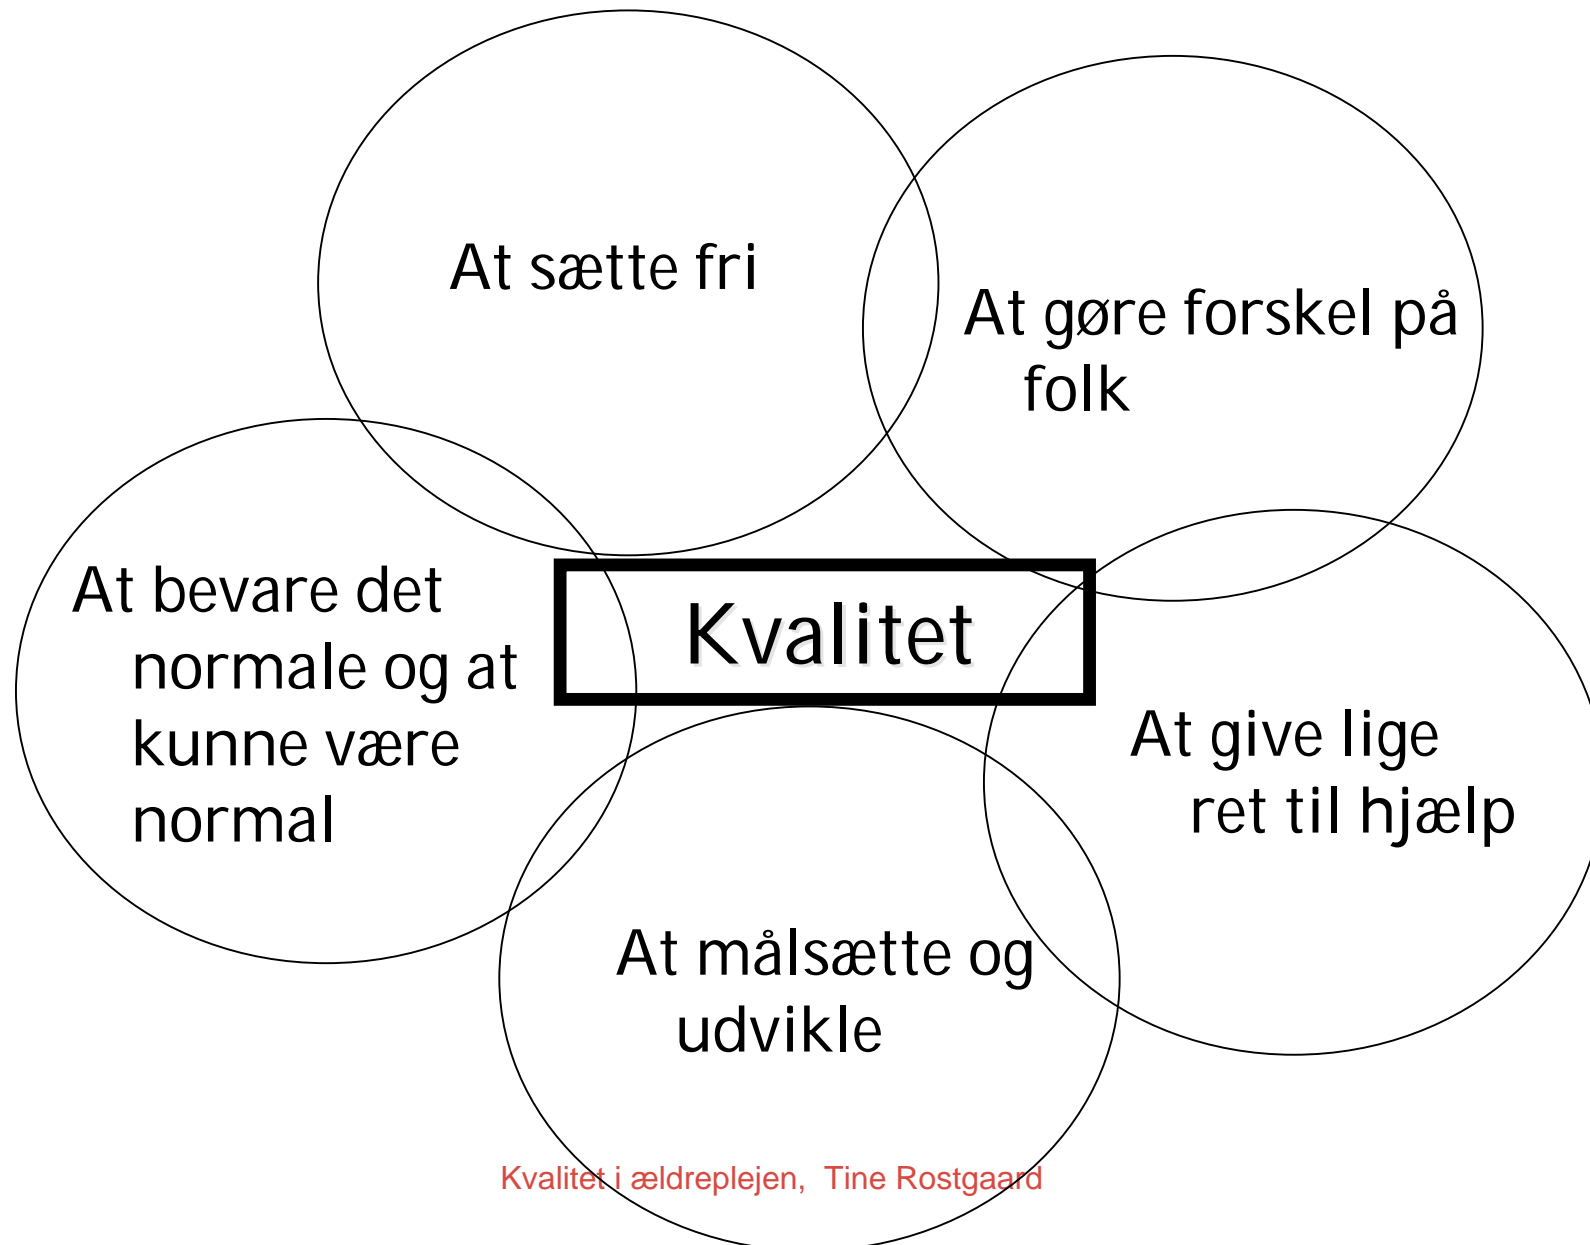 At sætte fri
At gøre forskel på
folk
At bevare det
normale og at
kunne være
normal
Kvalitet
At give lige
ret til hjælp
At målsætte og
udvikle
Kvalitet i ældreplejen, Tine Rostgaard